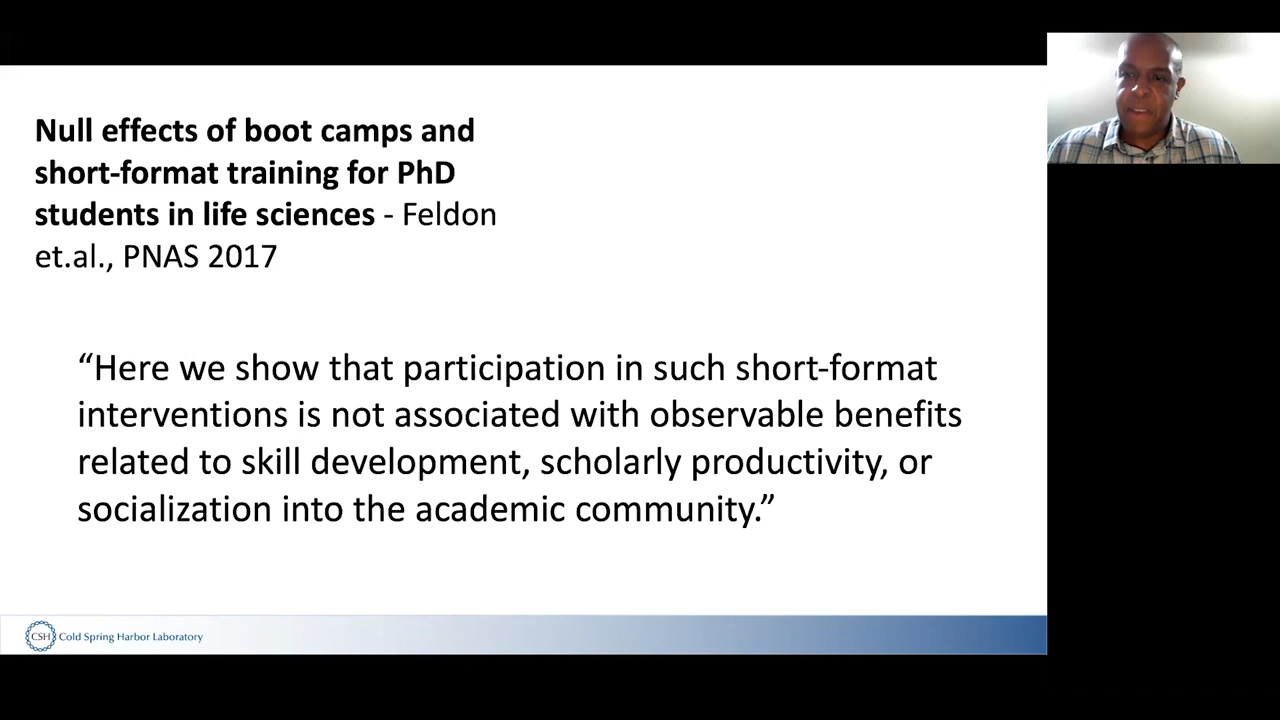 Null effects of boot camps and
short-format training for PhD
students in life sciences - Feldon
et.al., PNAS 2017
“Here we show that participation in such short-format
interventions is not associated with observable benefits
related to skill development, scholarly productivity, or
socialization into the academic community.”
CSH Cold Spring Harbor Laboratory